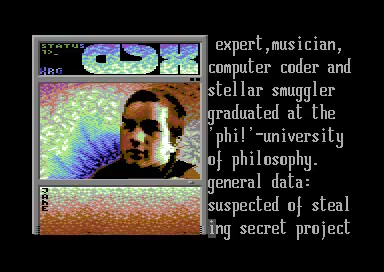 STATUS
expert,musician,
computer coder and
stellar smuggler
graduated at the
'phi!'-university
of philosophy.
general data:
suspected of steal
ing secret project
JANE